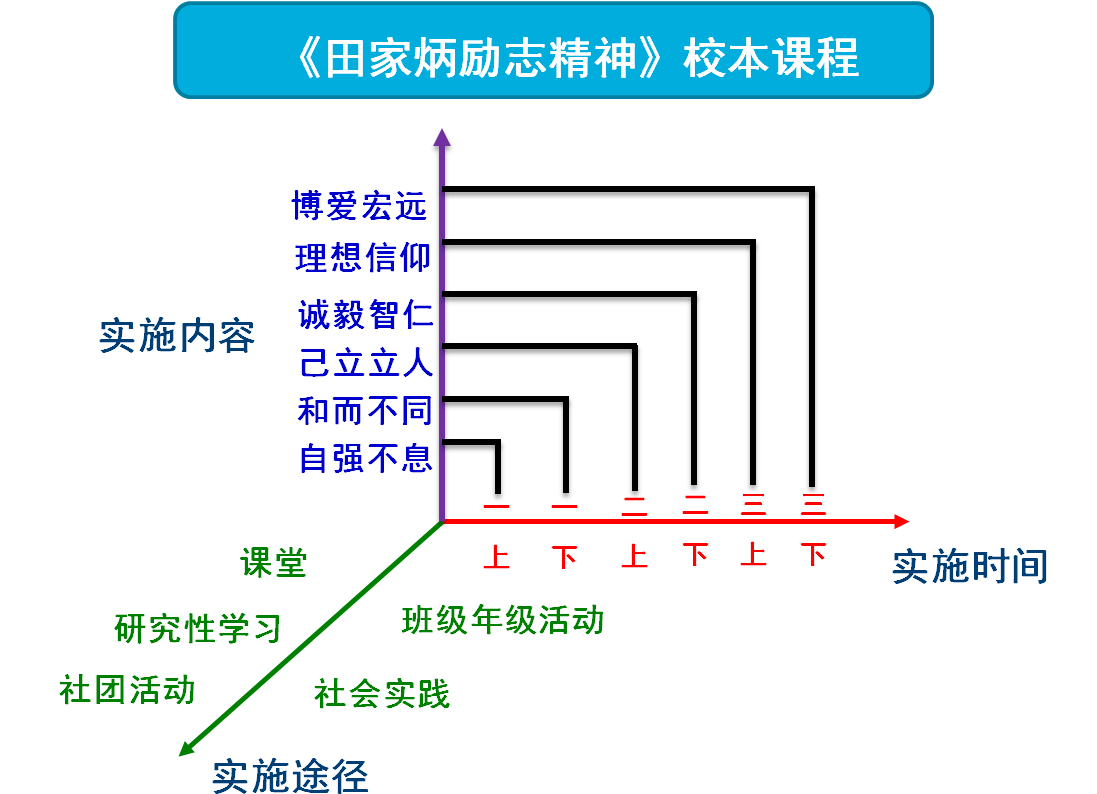 《田家炳励志精神》校本课程
博爱宏远
理想信仰
诚毅智仁
己立立人
和而不同
自强不息
实施内容
一上
一下
二上
二下
三上
三下
实施时间
课堂
研究性学习
社团活动
班级年级活动
社会实践
实施途径